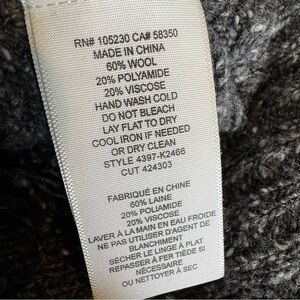 RN# 105230 CA# 58350
MADE IN CHINA
60% WOOL
20% POLYAMIDE
20% VISCOSE
HAND WASH COLD
DO NOT BLEACH
LAY FLAT TO DRY
COOL IRON IF NEEDED
OR DRY CLEAN
STYLE 4397-K2466
CUT 424303
FABRIQUÉ EN CHINE
60% LAINE
20% POLIAMIDE
20% VISCOSE
LAVER À LA MAIN EN EAU FROIDE
NE PAS UTILISER D'AGENT DE
BLANCHIMENT
SÉCHER LE LINGE À PLAT
REPASSER À FER TIÈDE SI
NÉCESSAIRE
OU NETTOYER À SEC